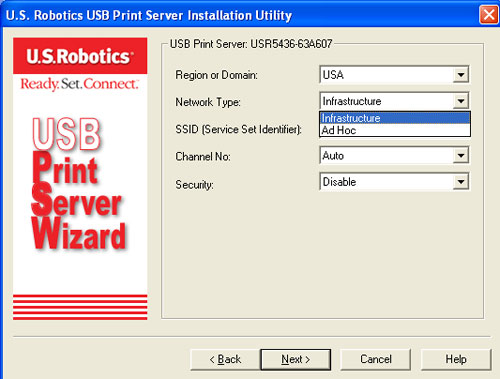 U.S. Robotics USB Print Server Installation Utility
U.S.Robotics
Ready.Set.Connect.
USB
Print
Server
Wizard
USB Print Server: USR5436-63A607
Region or Domain: USA
Network Type: Infrastructure
Infrastructure
SSID (Service Set Identifier): Ad Hoc
Channel No: Auto
Security: Disable
< Back Next > Cancel Help